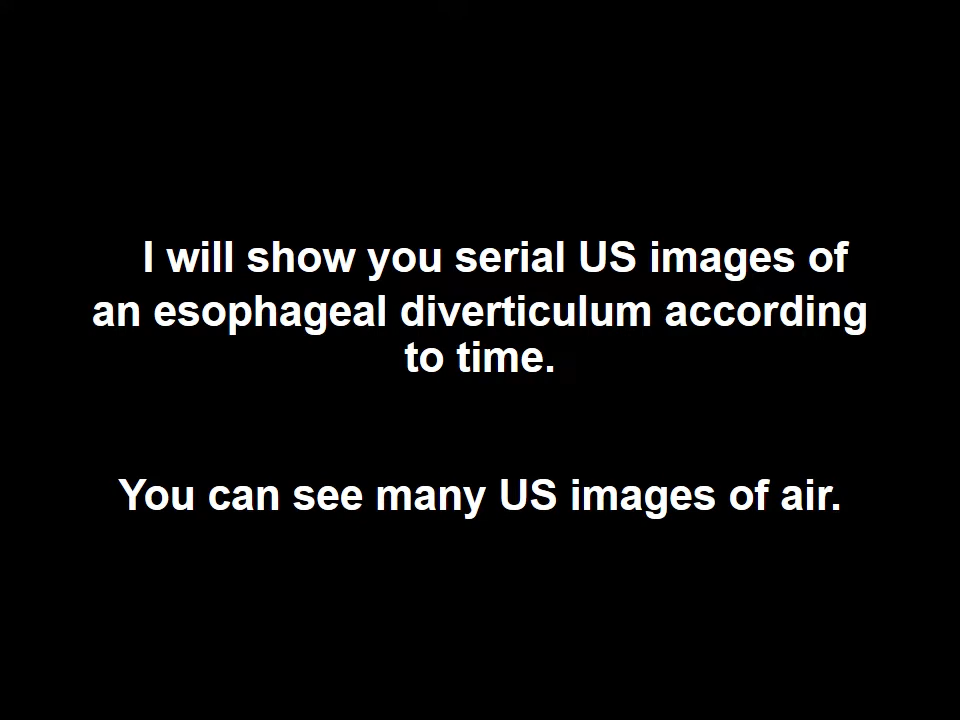 I will show you serial US images of
an esophageal diverticulum according
to time.
You can see many US images of air.